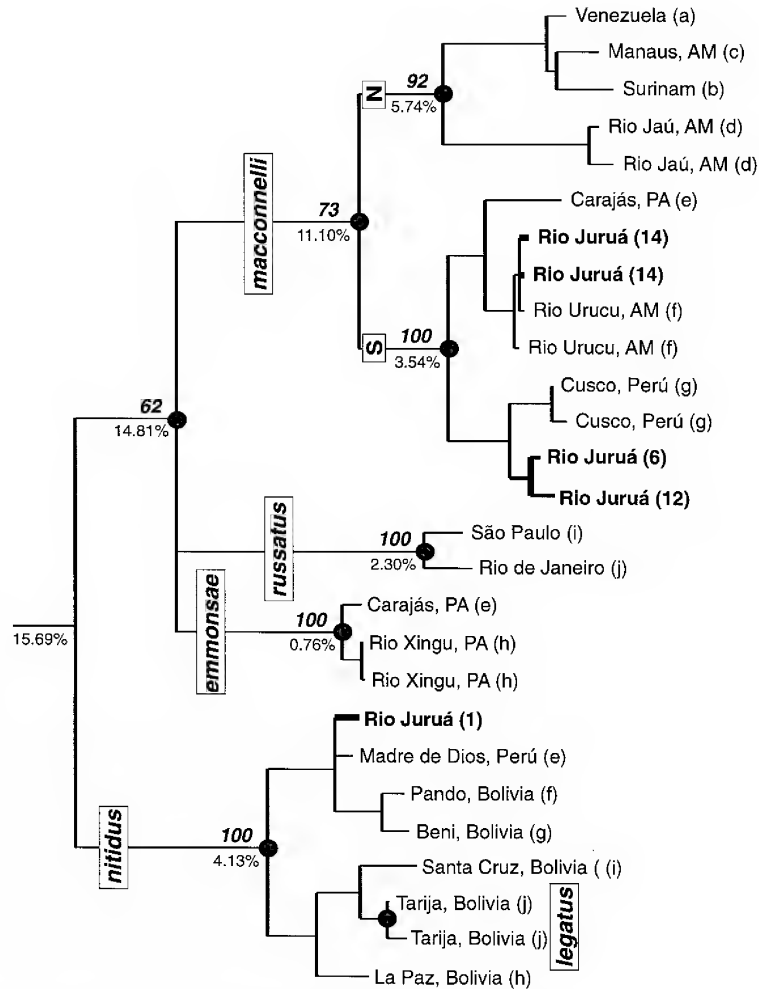 Venezuela (a)
Manaus, AM (c)
Surinam (b)
Rio Jaú, AM (d)
Rio Jaú, AM (d)
N
92
5.74%
macconnelli
73
11.10%
Carajás, PA (e)
Rio Juruá (14)
Rio Juruá (14)
Rio Urucu, AM (f)
Rio Urucu, AM (f)
S
100
3.54%
Cusco, Perú (g)
Cusco, Perú (g)
Rio Juruá (6)
Rio Juruá (12)
62
14.81%
russatus
100
2.30%
São Paulo (i)
Rio de Janeiro (j)
emmonsae
100
0.76%
Carajás, PA (e)
Rio Xingu, PA (h)
Rio Xingu, PA (h)
15.69%
Rio Juruá (1)
Madre de Dios, Perú (e)
Pando, Bolivia (f)
Beni, Bolivia (g)
nitidus
100
4.13%
Santa Cruz, Bolivia ( (i)
Tarija, Bolivia (j)
Tarija, Bolivia (j)
legatus
La Paz, Bolivia (h)